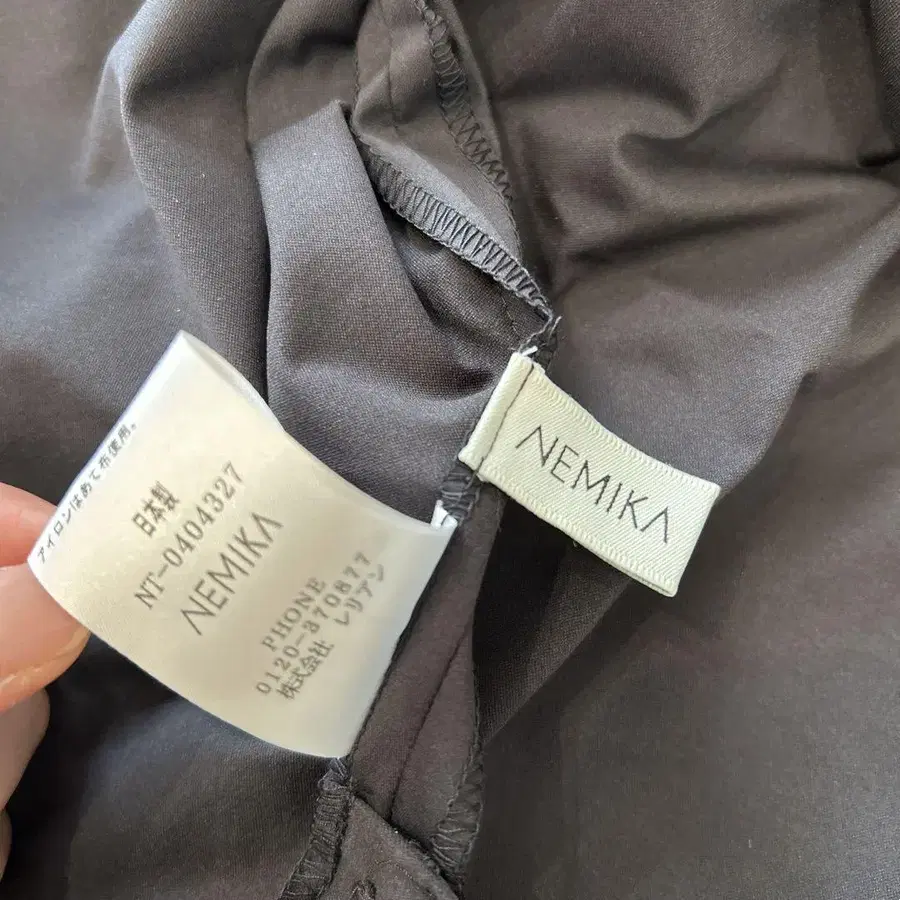 アイロンはあて布使用。
日本製
NT-0404327
NEMIKA
PHONE
0120-370877
株式会社 レリアン
NEMIKA